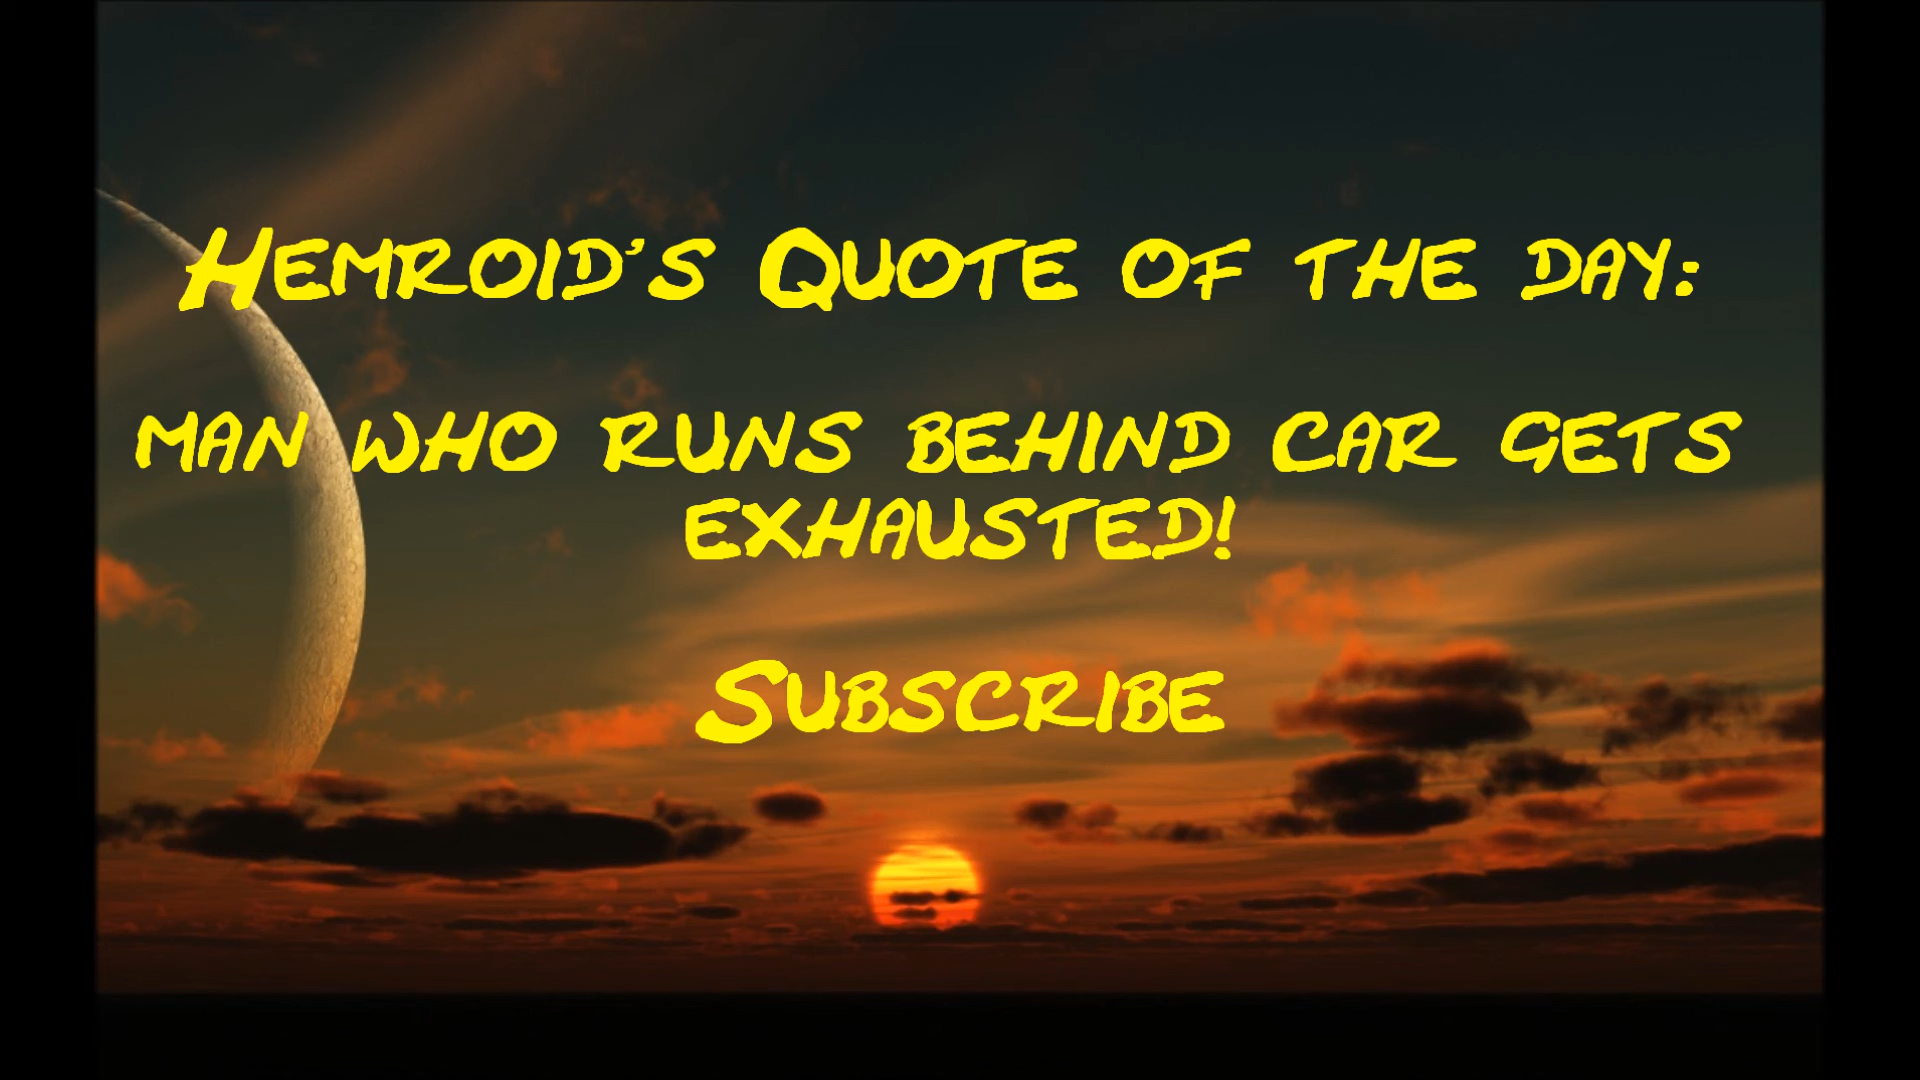 Hemroid's Quote of the day:
man who runs behind car gets
exhausted!
Subscribe